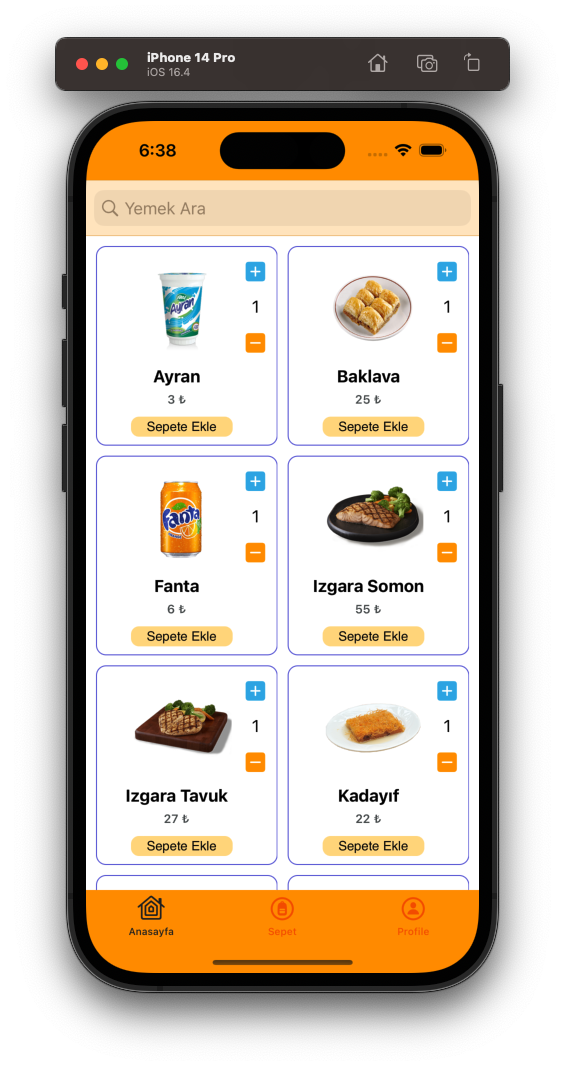 iPhone 14 Pro
iOS 16.4
6:38
Yemek Ara
Ayran
1
Ayran
3 ₺
Sepete Ekle
1
Baklava
25 ₺
Sepete Ekle
Fanta
1
Fanta
6 ₺
Sepete Ekle
1
Izgara Somon
55 ₺
Sepete Ekle
1
Izgara Tavuk
27 ₺
Sepete Ekle
1
Kadayıf
22 ₺
Sepete Ekle
Anasayfa
Sepet
Profile